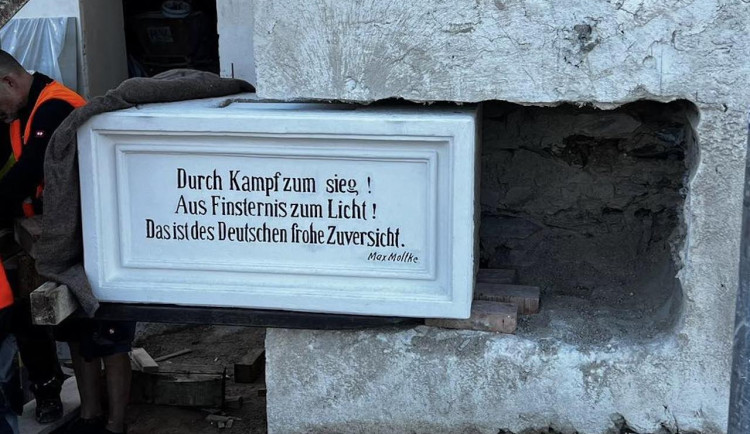 Durch Kampf zum sieg !
Aus Finsternis zum Licht !
Das ist des Deutschen frohe Zuversicht.
Max Moltke